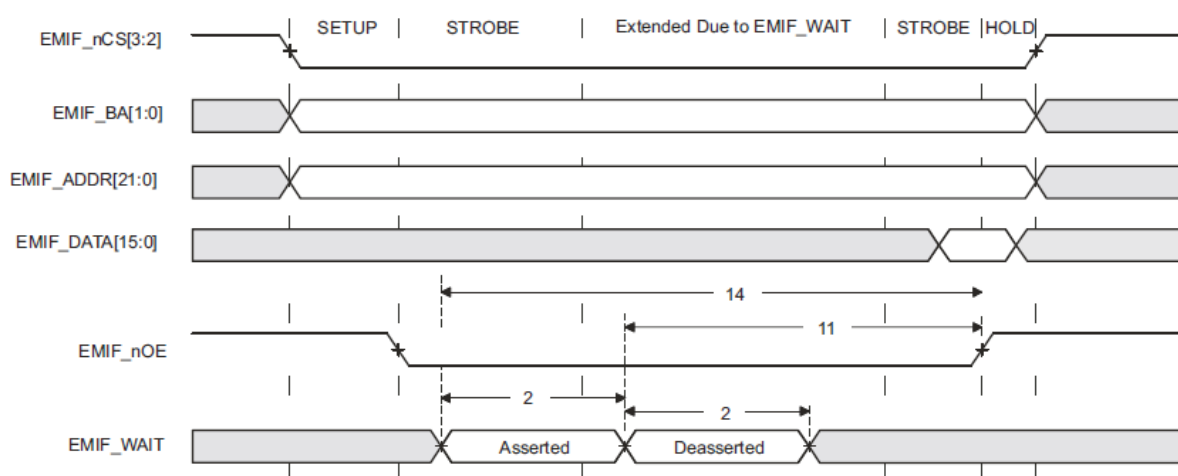 SETUP STROBE Extended Due to EMIF_WAIT STROBE HOLD
EMIF_nCS[3:2]
EMIF_BA[1:0]
EMIF_ADDR[21:0]
EMIF_DATA[15:0]
14
11
EMIF_nOE
2
2
EMIF_WAIT Asserted Deasserted